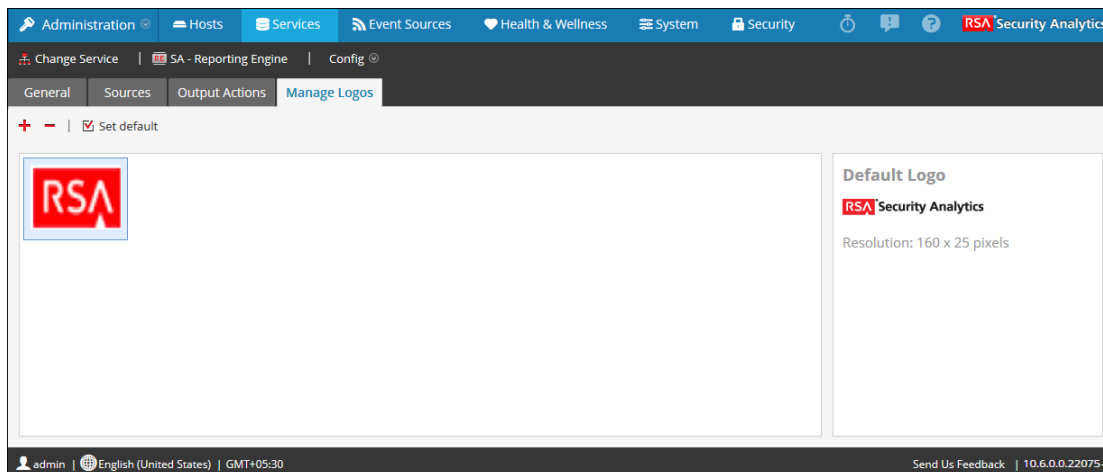 Administration Hosts Services Event Sources Health & Wellness System Security RSA Security Analytics
Change Service | RE SA - Reporting Engine | Config
General Sources Output Actions Manage Logos
+ - | Set default
RSA
Default Logo
RSA Security Analytics
Resolution: 160 x 25 pixels
admin | English (United States) | GMT+05:30 Send Us Feedback | 10.6.0.0.22075-